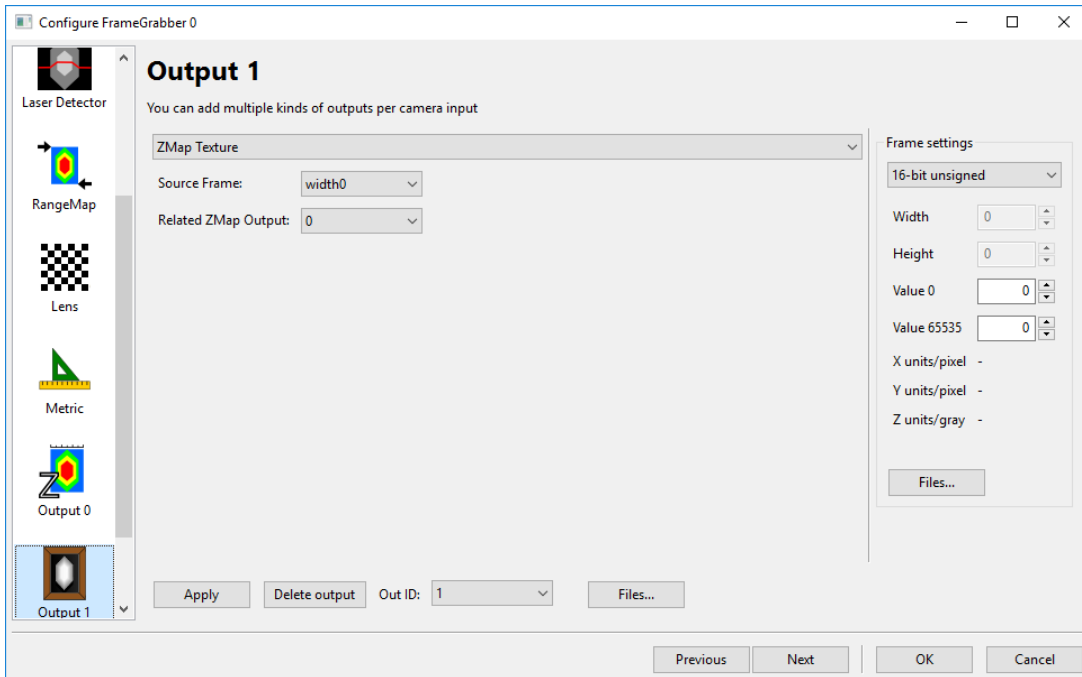 Configure FrameGrabber 0
Laser Detector
RangeMap
Lens
Metric
Output 0
Output 1
Output 1
You can add multiple kinds of outputs per camera input
ZMap Texture
Source Frame: width0
Related ZMap Output: 0
Frame settings
16-bit unsigned
Width 0
Height 0
Value 0 0
Value 65535 0
X units/pixel -
Y units/pixel -
Z units/gray -
Files...
Apply Delete output Out ID: 1 Files...
Previous Next OK Cancel